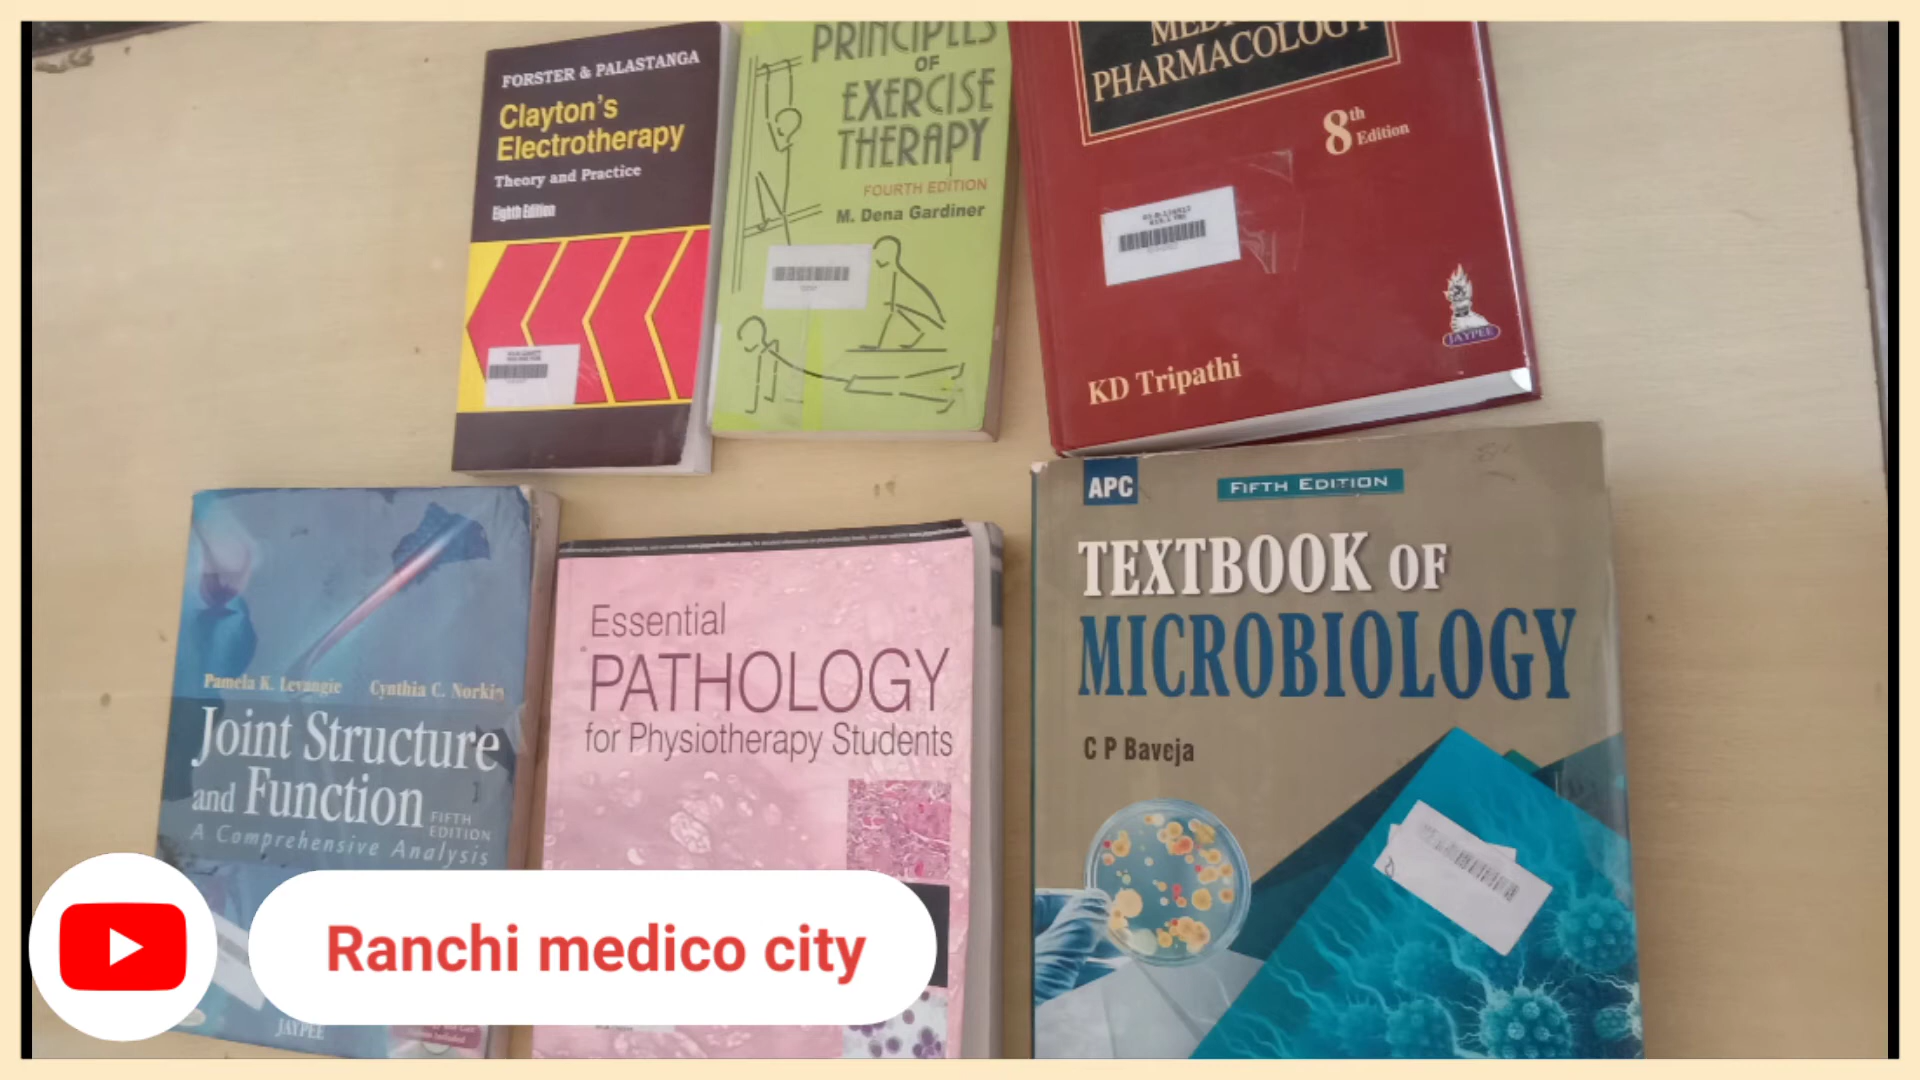 FORSTER & PALASTANGA
Clayton's
Electrotherapy
Theory and Practice
Eighth Edition
PRINCIPLES
OF
EXERCISE
THERAPY
FOURTH EDITION
M. Dena Gardiner
PHARMACOLOGY
8th
Edition
JAYPEE
KD Tripathi
Pamela K. Levangie Cynthia C. Norkin
Joint Structure
and Function
FIFTH
EDITION
A Comprehensive Analysis
JAYPEE
Essential
PATHOLOGY
for Physiotherapy Students
APC
FIFTH EDITION
TEXTBOOK OF
MICROBIOLOGY
C P Baveja
Ranchi medico city